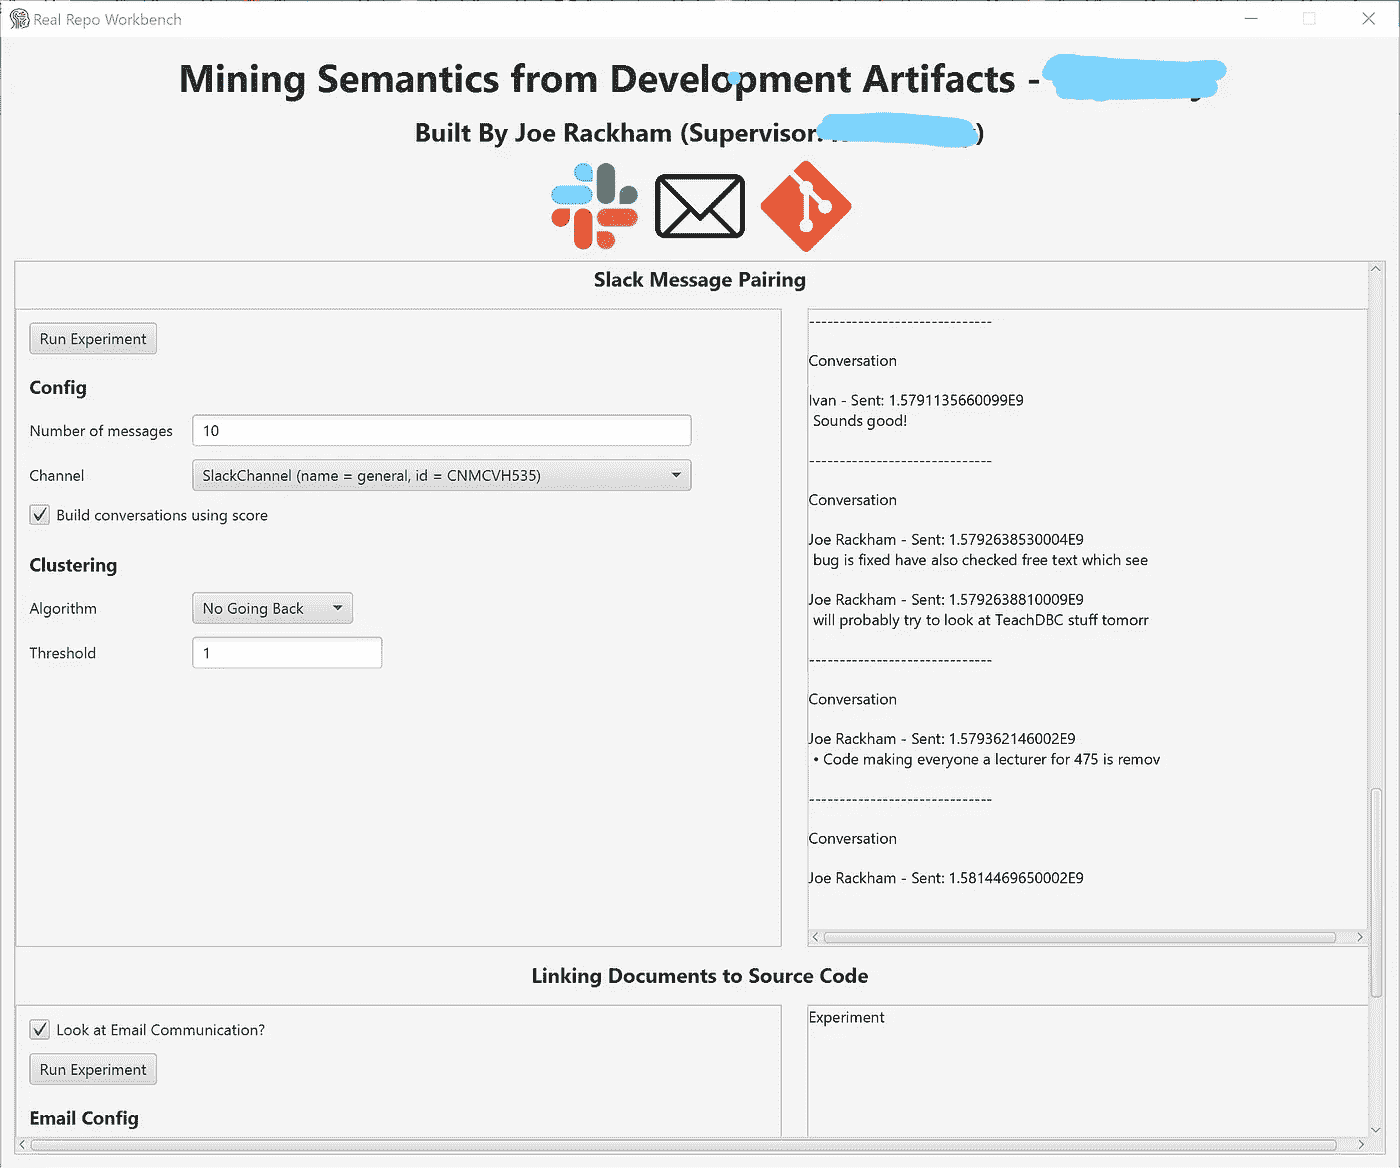 Real Repo Workbench
Mining Semantics from Development Artifacts -
Built By Joe Rackham (Supervisor: )
Slack Message Pairing
Run Experiment
Config
Number of messages 10
Channel SlackChannel (name = general, id = CNMCVH535)
Build conversations using score
Clustering
Algorithm No Going Back
Threshold 1
------------------------------
Conversation
Ivan - Sent: 1.5791135660099E9
Sounds good!
------------------------------
Conversation
Joe Rackham - Sent: 1.5792638530004E9
bug is fixed have also checked free text which see
Joe Rackham - Sent: 1.5792638810009E9
will probably try to look at TeachDBC stuff tomorr
------------------------------
Conversation
Joe Rackham - Sent: 1.579362146002E9
• Code making everyone a lecturer for 475 is remov
------------------------------
Conversation
Joe Rackham - Sent: 1.5814469650002E9
Linking Documents to Source Code
Look at Email Communication?
Run Experiment
Email Config
Experiment